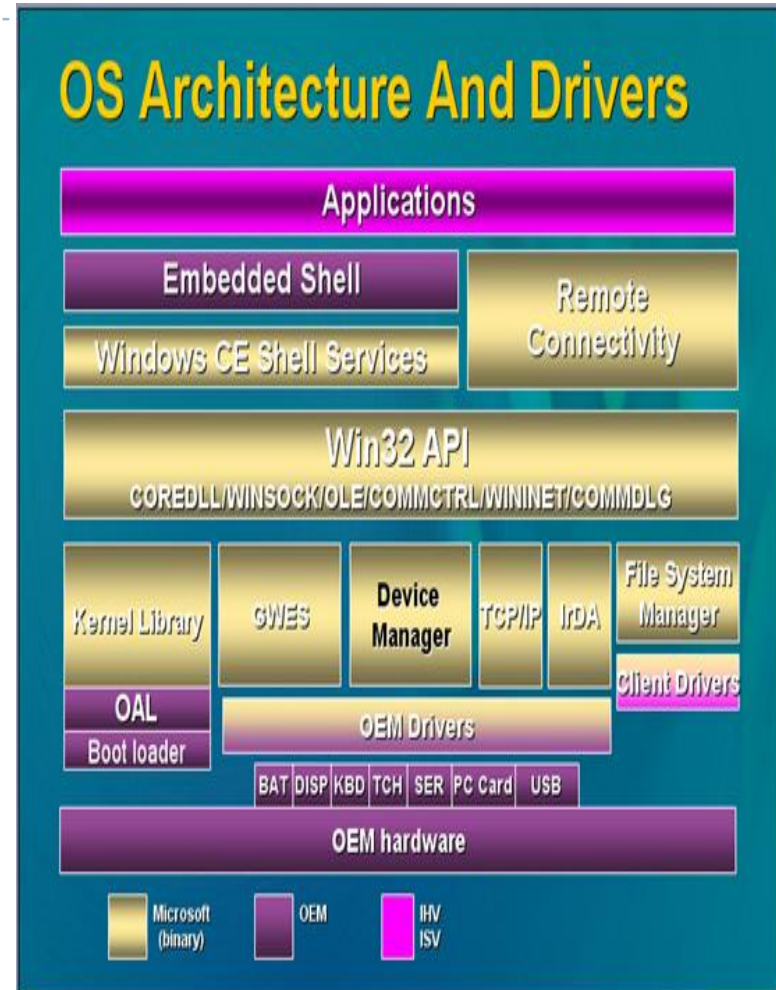 OS Architecture And Drivers
Applications
Embedded Shell
Remote
Connectivity
Windows CE Shell Services
Win32 API
COREDLL/WINSOCK/OLE/COMMCTRL/WININET/COMMDLG
Kernel Library
GWES
Device
Manager
TCP/IP
IrDA
File System
Manager
Client Drivers
OAL
Boot loader
OEM Drivers
BAT DISP KBD TCH SER PC Card USB
OEM hardware
Microsoft
(binary)
OEM
IHV
ISV